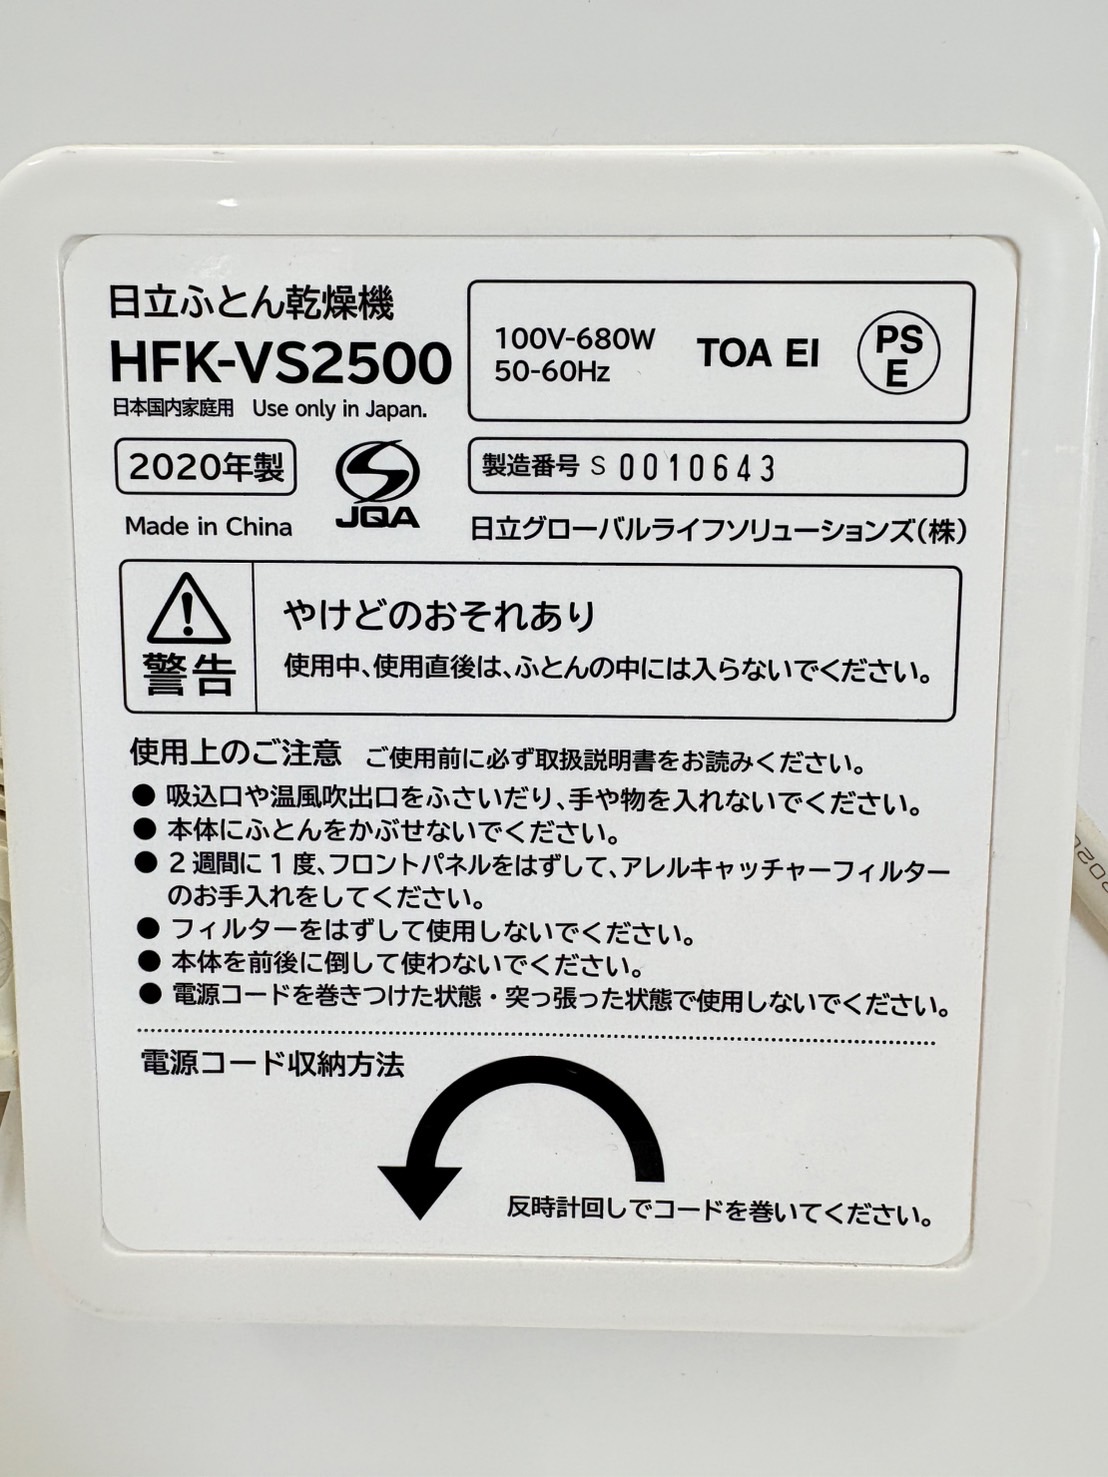 日立ふとん乾燥機
HFK-VS2500
日本国内家庭用 Use only in Japan.
100V-680W
50-60Hz
TOA EI
PS
E
2020年製
Made in China
JQA
製造番号 S 0010643
日立グローバルライフソリューションズ(株)
警告
やけどのおそれあり
使用中、使用直後は、ふとんの中には入らないでください。
使用上のご注意 ご使用前に必ず取扱説明書をお読みください。
● 吸込口や温風吹出口をふさいだり、手や物を入れないでください。
● 本体にふとんをかぶせないでください。
● 2週間に1度、フロントパネルをはずして、アレルキャッチャーフィルター
のお手入れをしてください。
● フィルターをはずして使用しないでください。
● 本体を前後に倒して使わないでください。
● 電源コードを巻きつけた状態・突っ張った状態で使用しないでください。
電源コード収納方法
反時計回しでコードを巻いてください。